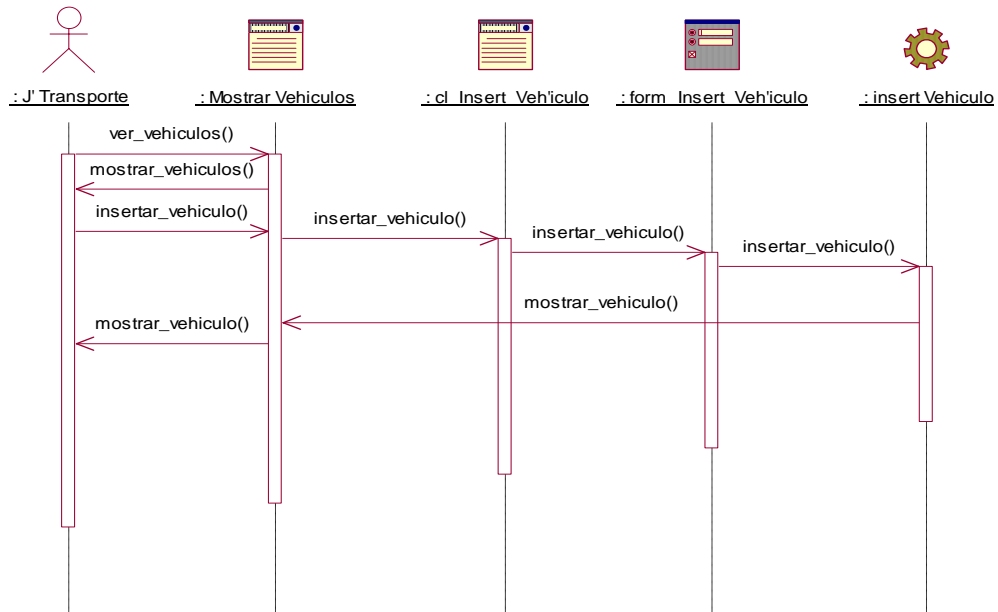 : J' Transporte
: Mostrar Vehiculos
: cl_Insert_Veh'iculo
: form_Insert_Veh'iculo
: insert Vehiculo
ver_vehiculos()
mostrar_vehiculos()
insertar_vehiculo()
insertar_vehiculo()
insertar_vehiculo()
insertar_vehiculo()
mostrar_vehiculo()
mostrar_vehiculo()